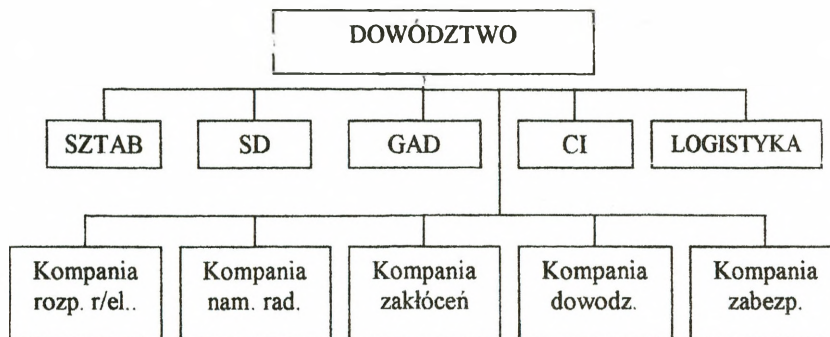 DOWÓDZTWO
SZTAB
SD
GAD
CI
LOGISTYKA
Kompania
rozp. r/el..
Kompania
nam. rad.
Kompania
zakłóceń
Kompania
dowodz.
Kompania
zabezp.